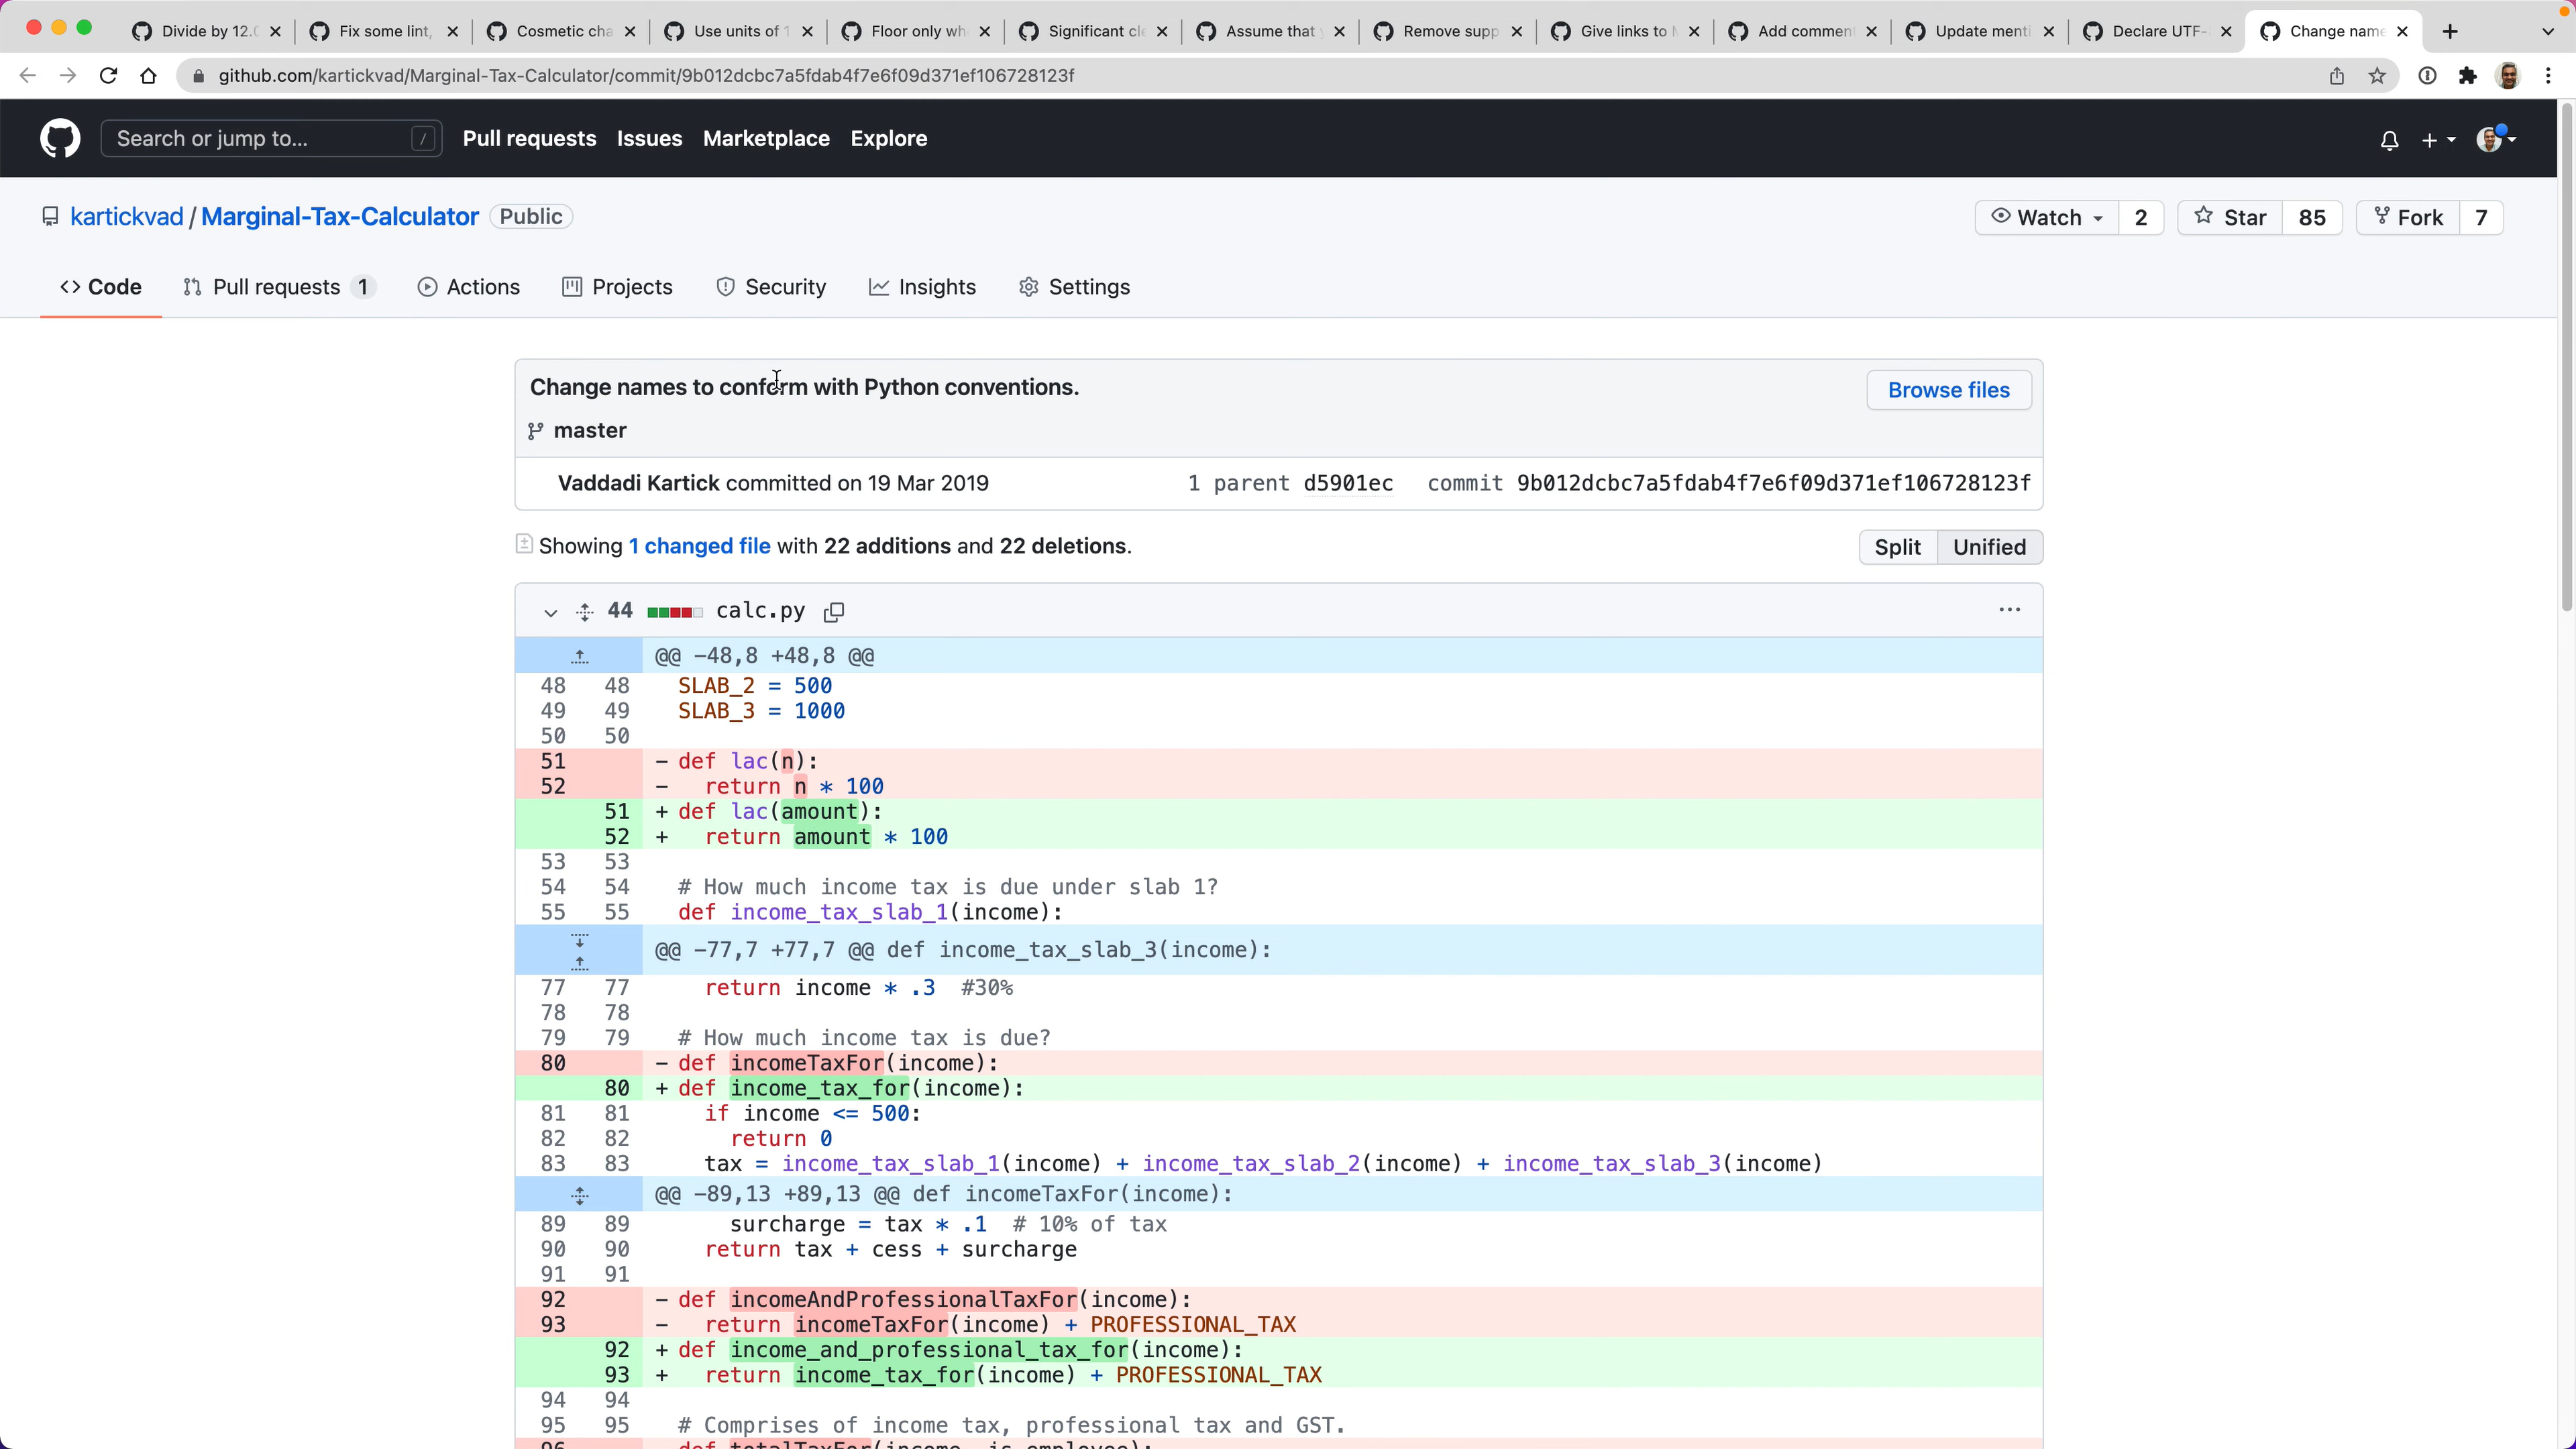 Divide by 12.0 Fix some lint, Cosmetic cha Use units of 1 Floor only wh Significant cle Assume that y Remove supp Give links to M Add commen Update menti Declare UTF- Change name
github.com/kartickvad/Marginal-Tax-Calculator/commit/9b012dcbc7a5fdab4f7e6f09d371ef106728123f
Search or jump to... / Pull requests Issues Marketplace Explore
kartickvad / Marginal-Tax-Calculator Public Watch 2 Star 85 Fork 7
<> Code Pull requests 1 Actions Projects Security Insights Settings
Change names to conform with Python conventions. Browse files
master
Vaddadi Kartick committed on 19 Mar 2019 1 parent d5901ec commit 9b012dcbc7a5fdab4f7e6f09d371ef106728123f
Showing 1 changed file with 22 additions and 22 deletions. Split Unified
44 calc.py ...
@@ -48,8 +48,8 @@
48 48 SLAB_2 = 500
49 49 SLAB_3 = 1000
50 50
51 - def lac(n):
52 - return n * 100
51 + def lac(amount):
52 + return amount * 100
53 53
54 54 # How much income tax is due under slab 1?
55 55 def income_tax_slab_1(income):
@@ -77,7 +77,7 @@ def income_tax_slab_3(income):
77 77 return income * .3 #30%
78 78
79 79 # How much income tax is due?
80 - def incomeTaxFor(income):
80 + def income_tax_for(income):
81 81 if income <= 500:
82 82 return 0
83 83 tax = income_tax_slab_1(income) + income_tax_slab_2(income) + income_tax_slab_3(income)
@@ -89,13 +89,13 @@ def incomeTaxFor(income):
89 89 surcharge = tax * .1 # 10% of tax
90 90 return tax + cess + surcharge
91 91
92 - def incomeAndProfessionalTaxFor(income):
93 - return incomeTaxFor(income) + PROFESSIONAL_TAX
92 + def income_and_professional_tax_for(income):
93 + return income_tax_for(income) + PROFESSIONAL_TAX
94 94
95 95 # Comprises of income tax, professional tax and GST.
96 - def totalTaxFor(income, is_employee):